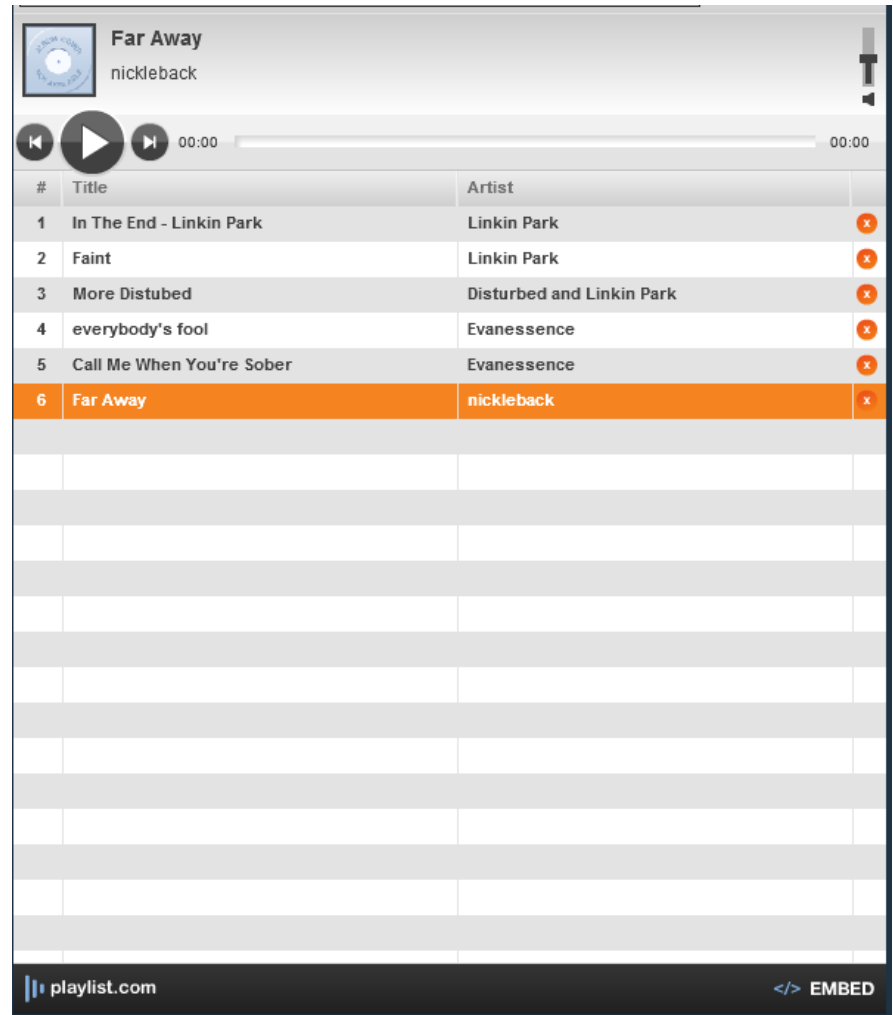 Far Away
nickleback
00:00 00:00
# Title Artist
1 In The End - Linkin Park Linkin Park x
2 Faint Linkin Park x
3 More Distubed Disturbed and Linkin Park x
4 everybody's fool Evanessence x
5 Call Me When You're Sober Evanessence x
6 Far Away nickleback x
playlist.com </> EMBED